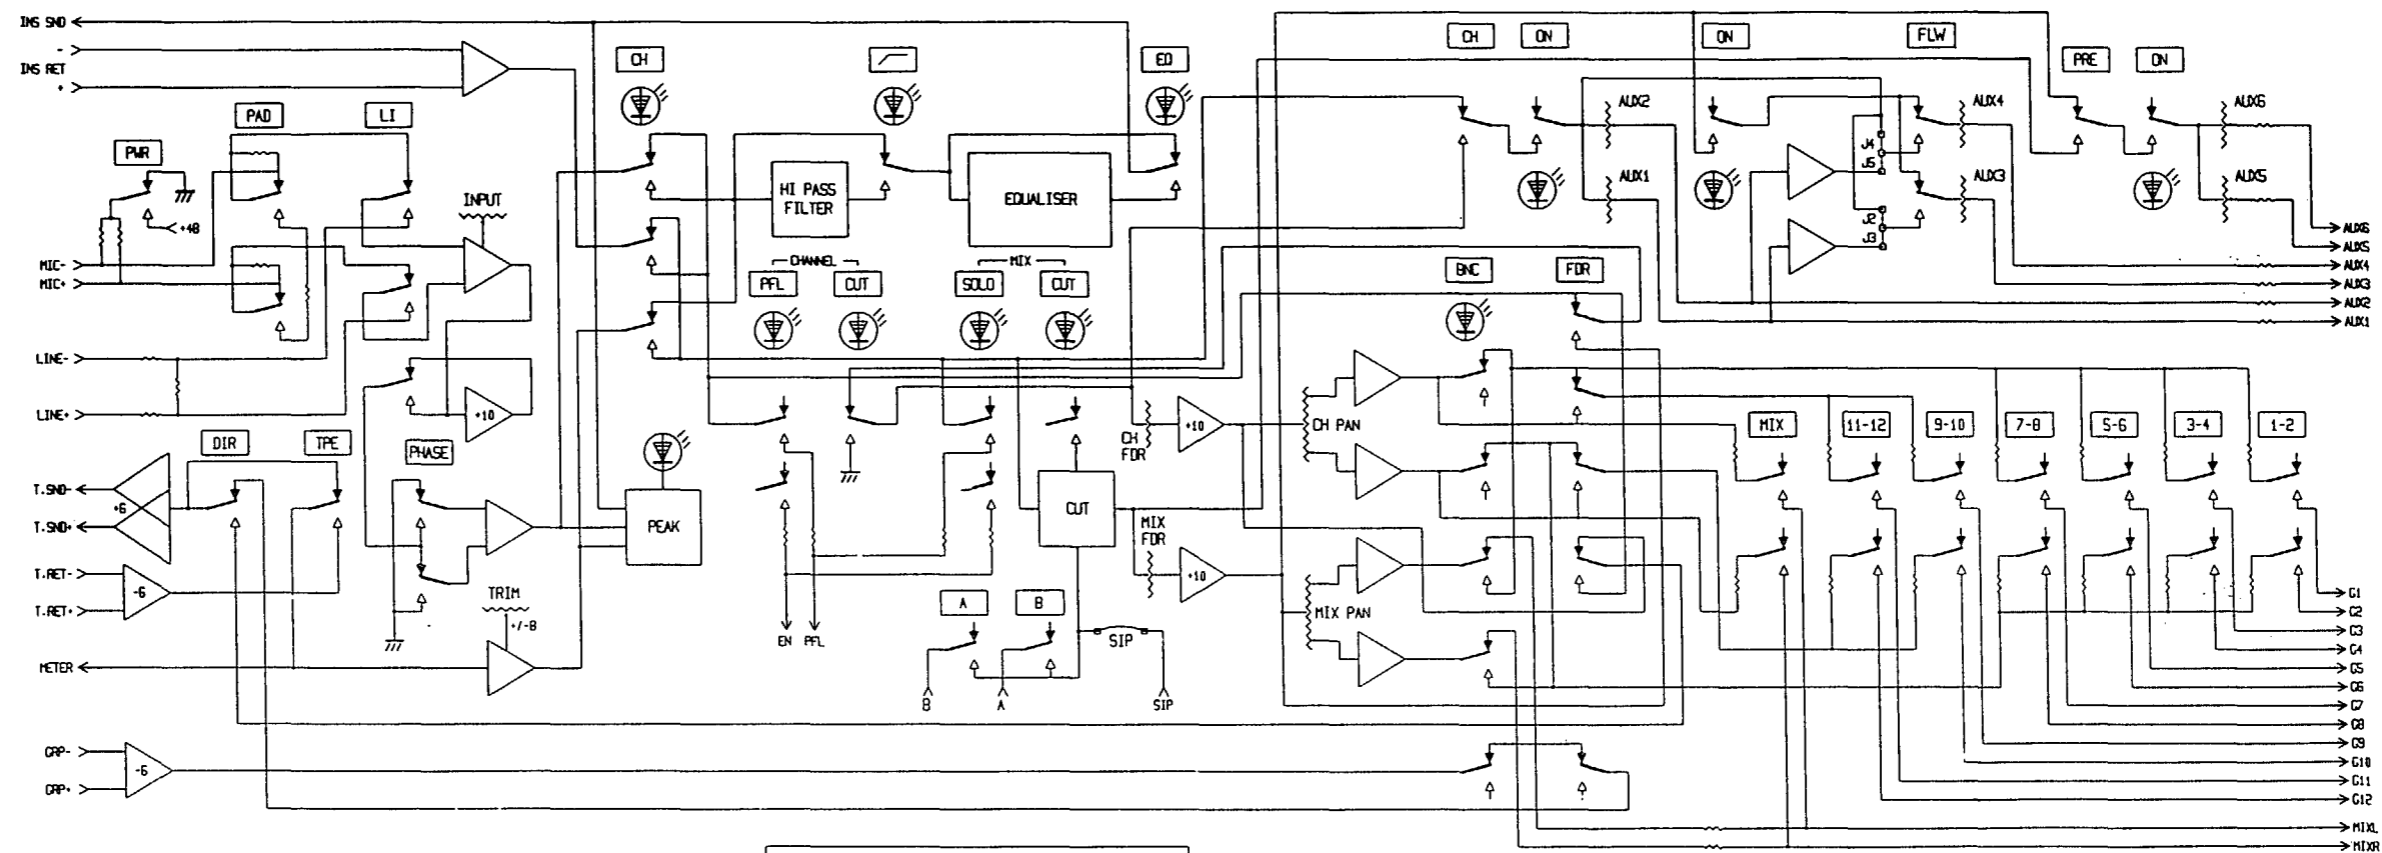 INS SND
-
INS RET
+
CH
EQ
CH
ON
ON
FLW
PRE
ON
PAD
LI
PWR
+48
INPUT
HI PASS
FILTER
EQUALISER
AUX2
AUX1
J4
J5
J2
J3
AUX4
AUX3
AUX6
AUX5
MIC-
MIC+
CHANNEL
MIX
PFL
CUT
SOLO
CUT
BNC
FDR
AUX6
AUX5
AUX4
AUX3
AUX2
AUX1
LINE-
LINE+
+10
CH
FDR
+10
CH PAN
MIX
11-12
9-10
7-8
5-6
3-4
1-2
DIR
TPE
PHASE
T.SND-
+6
T.SND+
PEAK
CUT
MIX
FDR
+10
MIX PAN
T.RET-
-6
T.RET+
TRIM
+/-8
EN
PFL
A
B
SIP
METER
B
A
SIP
G1
G2
G3
G4
G5
G6
G7
G8
G9
G10
G11
G12
GRP-
-6
GRP+
MIXL
MIXR